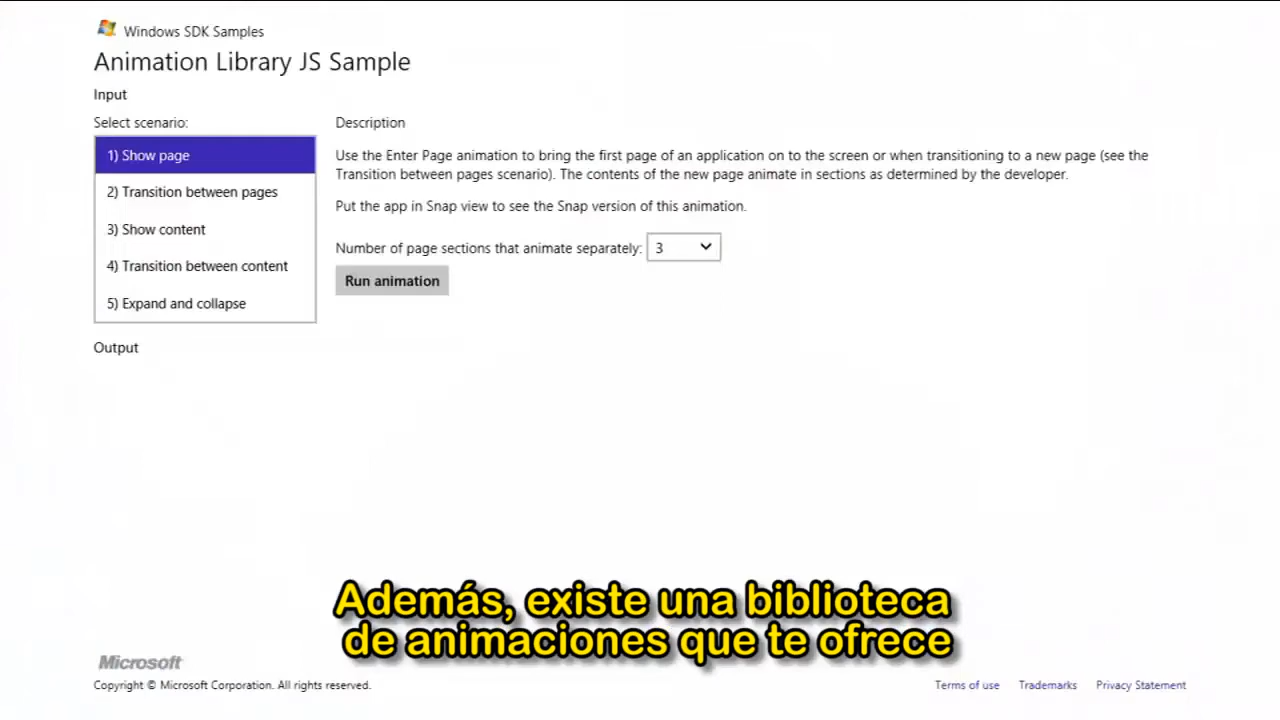 Windows SDK Samples
Animation Library JS Sample
Input
Select scenario:
1) Show page
2) Transition between pages
3) Show content
4) Transition between content
5) Expand and collapse
Description
Use the Enter Page animation to bring the first page of an application on to the screen or when transitioning to a new page (see the
Transition between pages scenario). The contents of the new page animate in sections as determined by the developer.
Put the app in Snap view to see the Snap version of this animation.
Number of page sections that animate separately: 3
Run animation
Output
Además, existe una biblioteca
de animaciones que te ofrece
Microsoft
Copyright © Microsoft Corporation. All rights reserved.
Terms of use Trademarks Privacy Statement